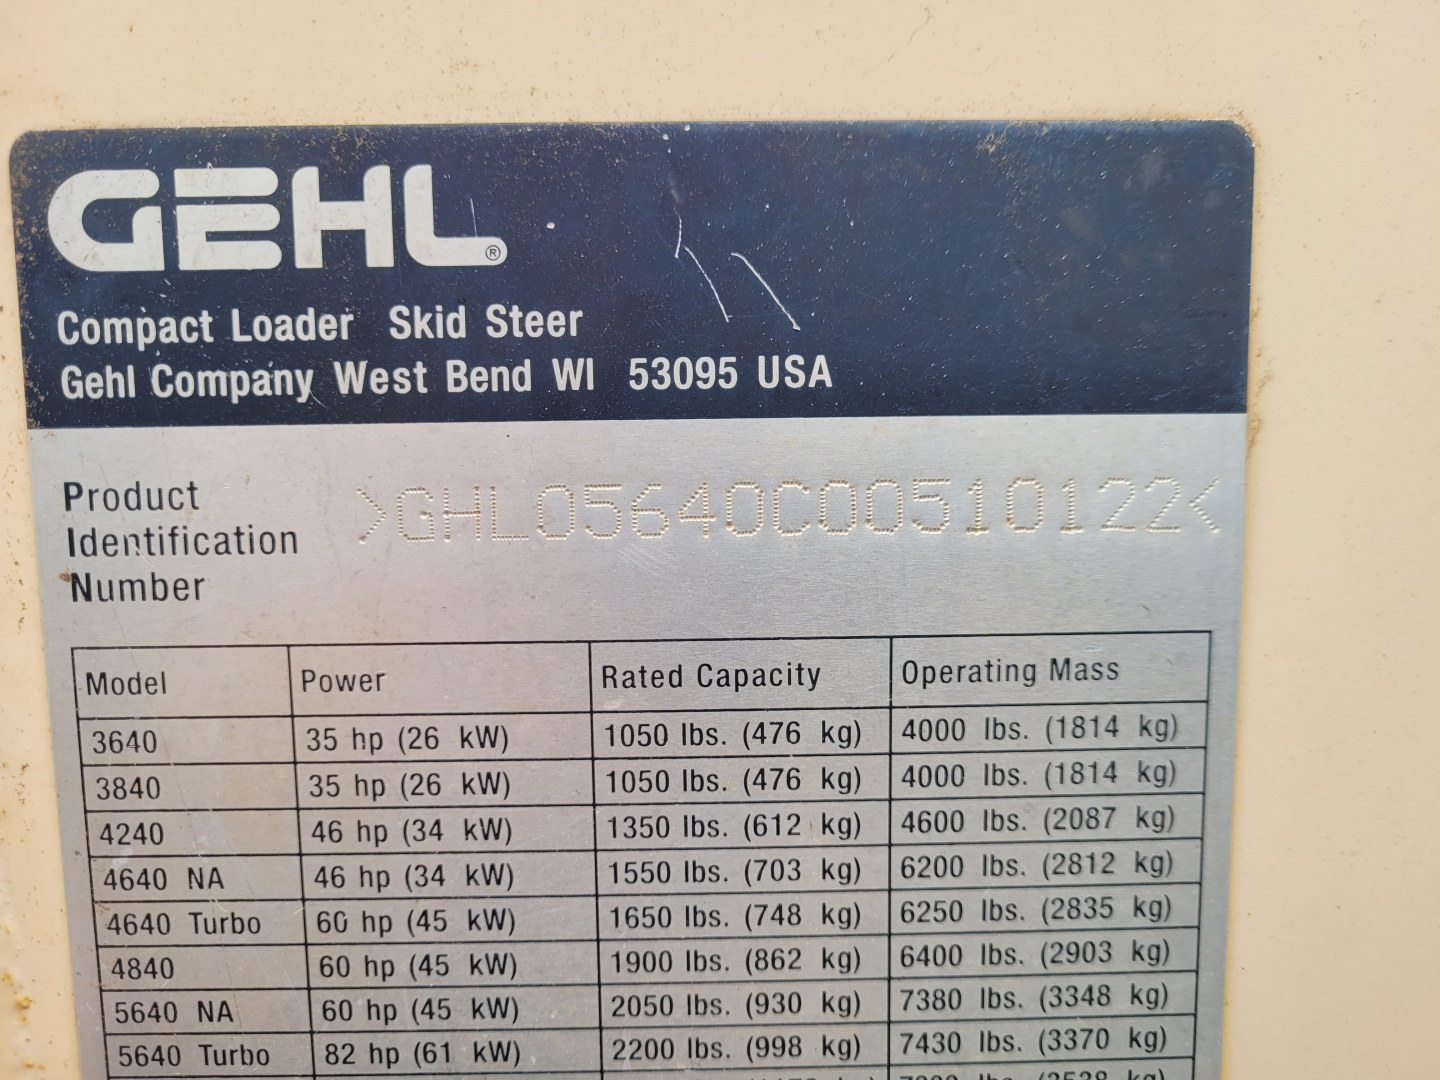 GEHL®
Compact Loader Skid Steer
Gehl Company West Bend WI 53095 USA
Product
Identification
Number
>GHL05640C00510122<
Model Power Rated Capacity Operating Mass
3640 35 hp (26 kW) 1050 lbs. (476 kg) 4000 lbs. (1814 kg)
3840 35 hp (26 kW) 1050 lbs. (476 kg) 4000 lbs. (1814 kg)
4240 46 hp (34 kW) 1350 lbs. (612 kg) 4600 lbs. (2087 kg)
4640 NA 46 hp (34 kW) 1550 lbs. (703 kg) 6200 lbs. (2812 kg)
4640 Turbo 60 hp (45 kW) 1650 lbs. (748 kg) 6250 lbs. (2835 kg)
4840 60 hp (45 kW) 1900 lbs. (862 kg) 6400 lbs. (2903 kg)
5640 NA 60 hp (45 kW) 2050 lbs. (930 kg) 7380 lbs. (3348 kg)
5640 Turbo 82 hp (61 kW) 2200 lbs. (998 kg) 7430 lbs. (3370 kg)